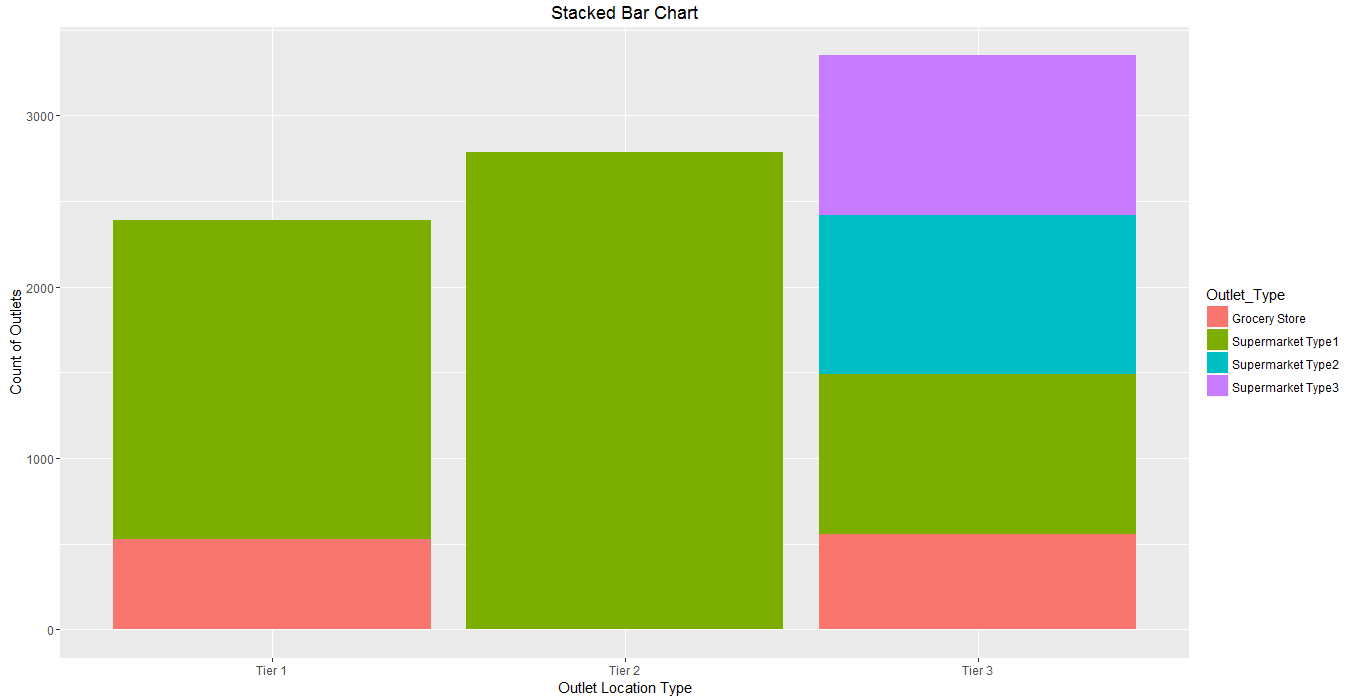 Stacked Bar Chart
Count of Outlets
3000
2000
1000
0
Tier 1
Tier 2
Tier 3
Outlet Location Type
Outlet_Type
Grocery Store
Supermarket Type1
Supermarket Type2
Supermarket Type3